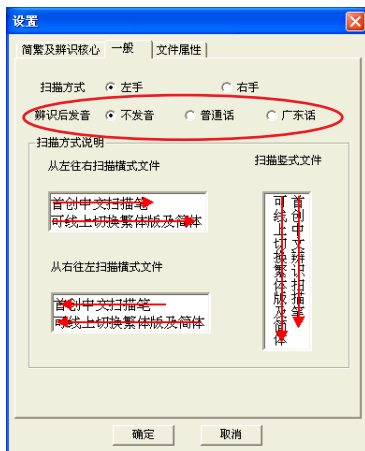 设置
简繁及辨识核心 一般 文件属性
扫描方式 左手 右手
辨识后发音 不发音 普通话 广东话
扫描方式说明
从左往右扫描横式文件
首创中文扫描笔
可线上切换繁体版及简体
从右往左扫描横式文件
首创中文扫描笔
可线上切换繁体版及简体
扫描竖式文件
首创中文辨识扫描笔
可线上切换繁体版及简体
确定 取消